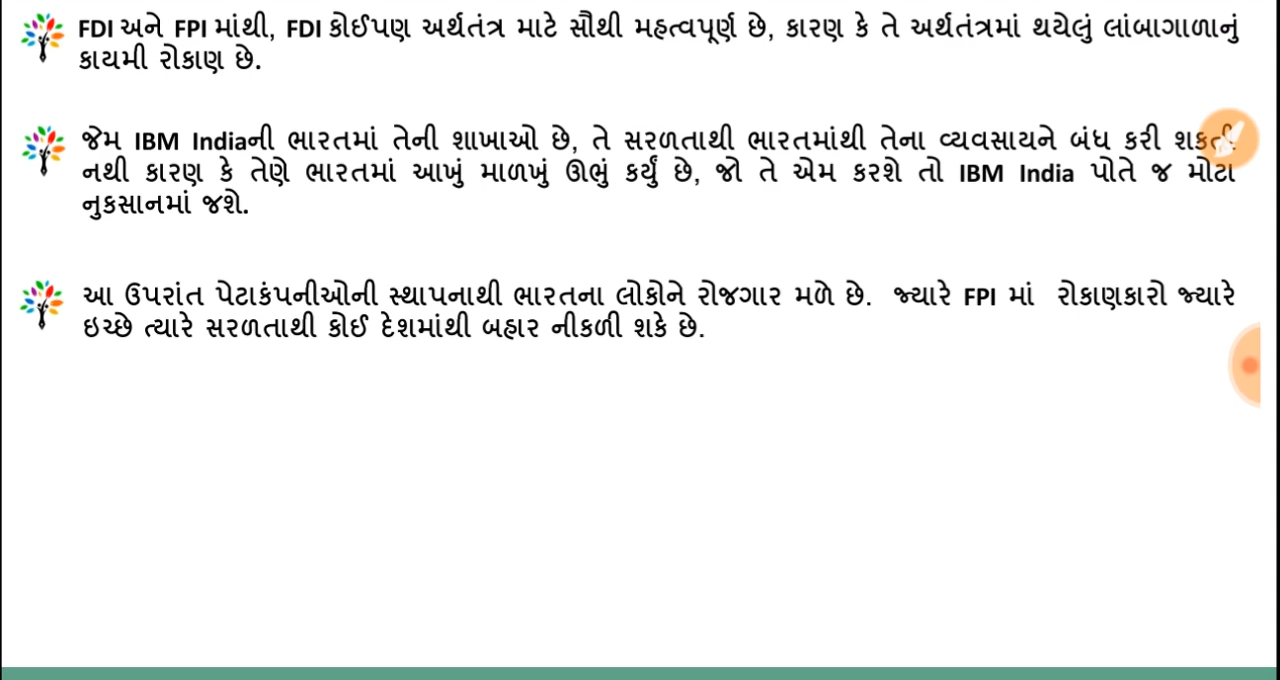 FDI અને FPI માંથી, FDI કોઈપણ અર્થતંત્ર માટે સૌથી મહત્વપૂર્ણ છે, કારણ કે તે અર્થતંત્રમાં થયેલું લાંબાગાળાનું
કાયમી રોકાણ છે.
જેમ IBM Indiaની ભારતમાં તેની શાખાઓ છે, તે સરળતાથી ભારતમાંથી તેના વ્યવસાયને બંધ કરી શકતી
નથી કારણ કે તેણે ભારતમાં આખું માળખું ઊભું કર્યું છે, જો તે એમ કરશે તો IBM India પોતે જ મોટા
નુકસાનમાં જશે.
આ ઉપરાંત પેટાકંપનીઓની સ્થાપનાથી ભારતના લોકોને રોજગાર મળે છે. જ્યારે FPI માં રોકાણકારો જ્યારે
ઇચ્છે ત્યારે સરળતાથી કોઈ દેશમાંથી બહાર નીકળી શકે છે.